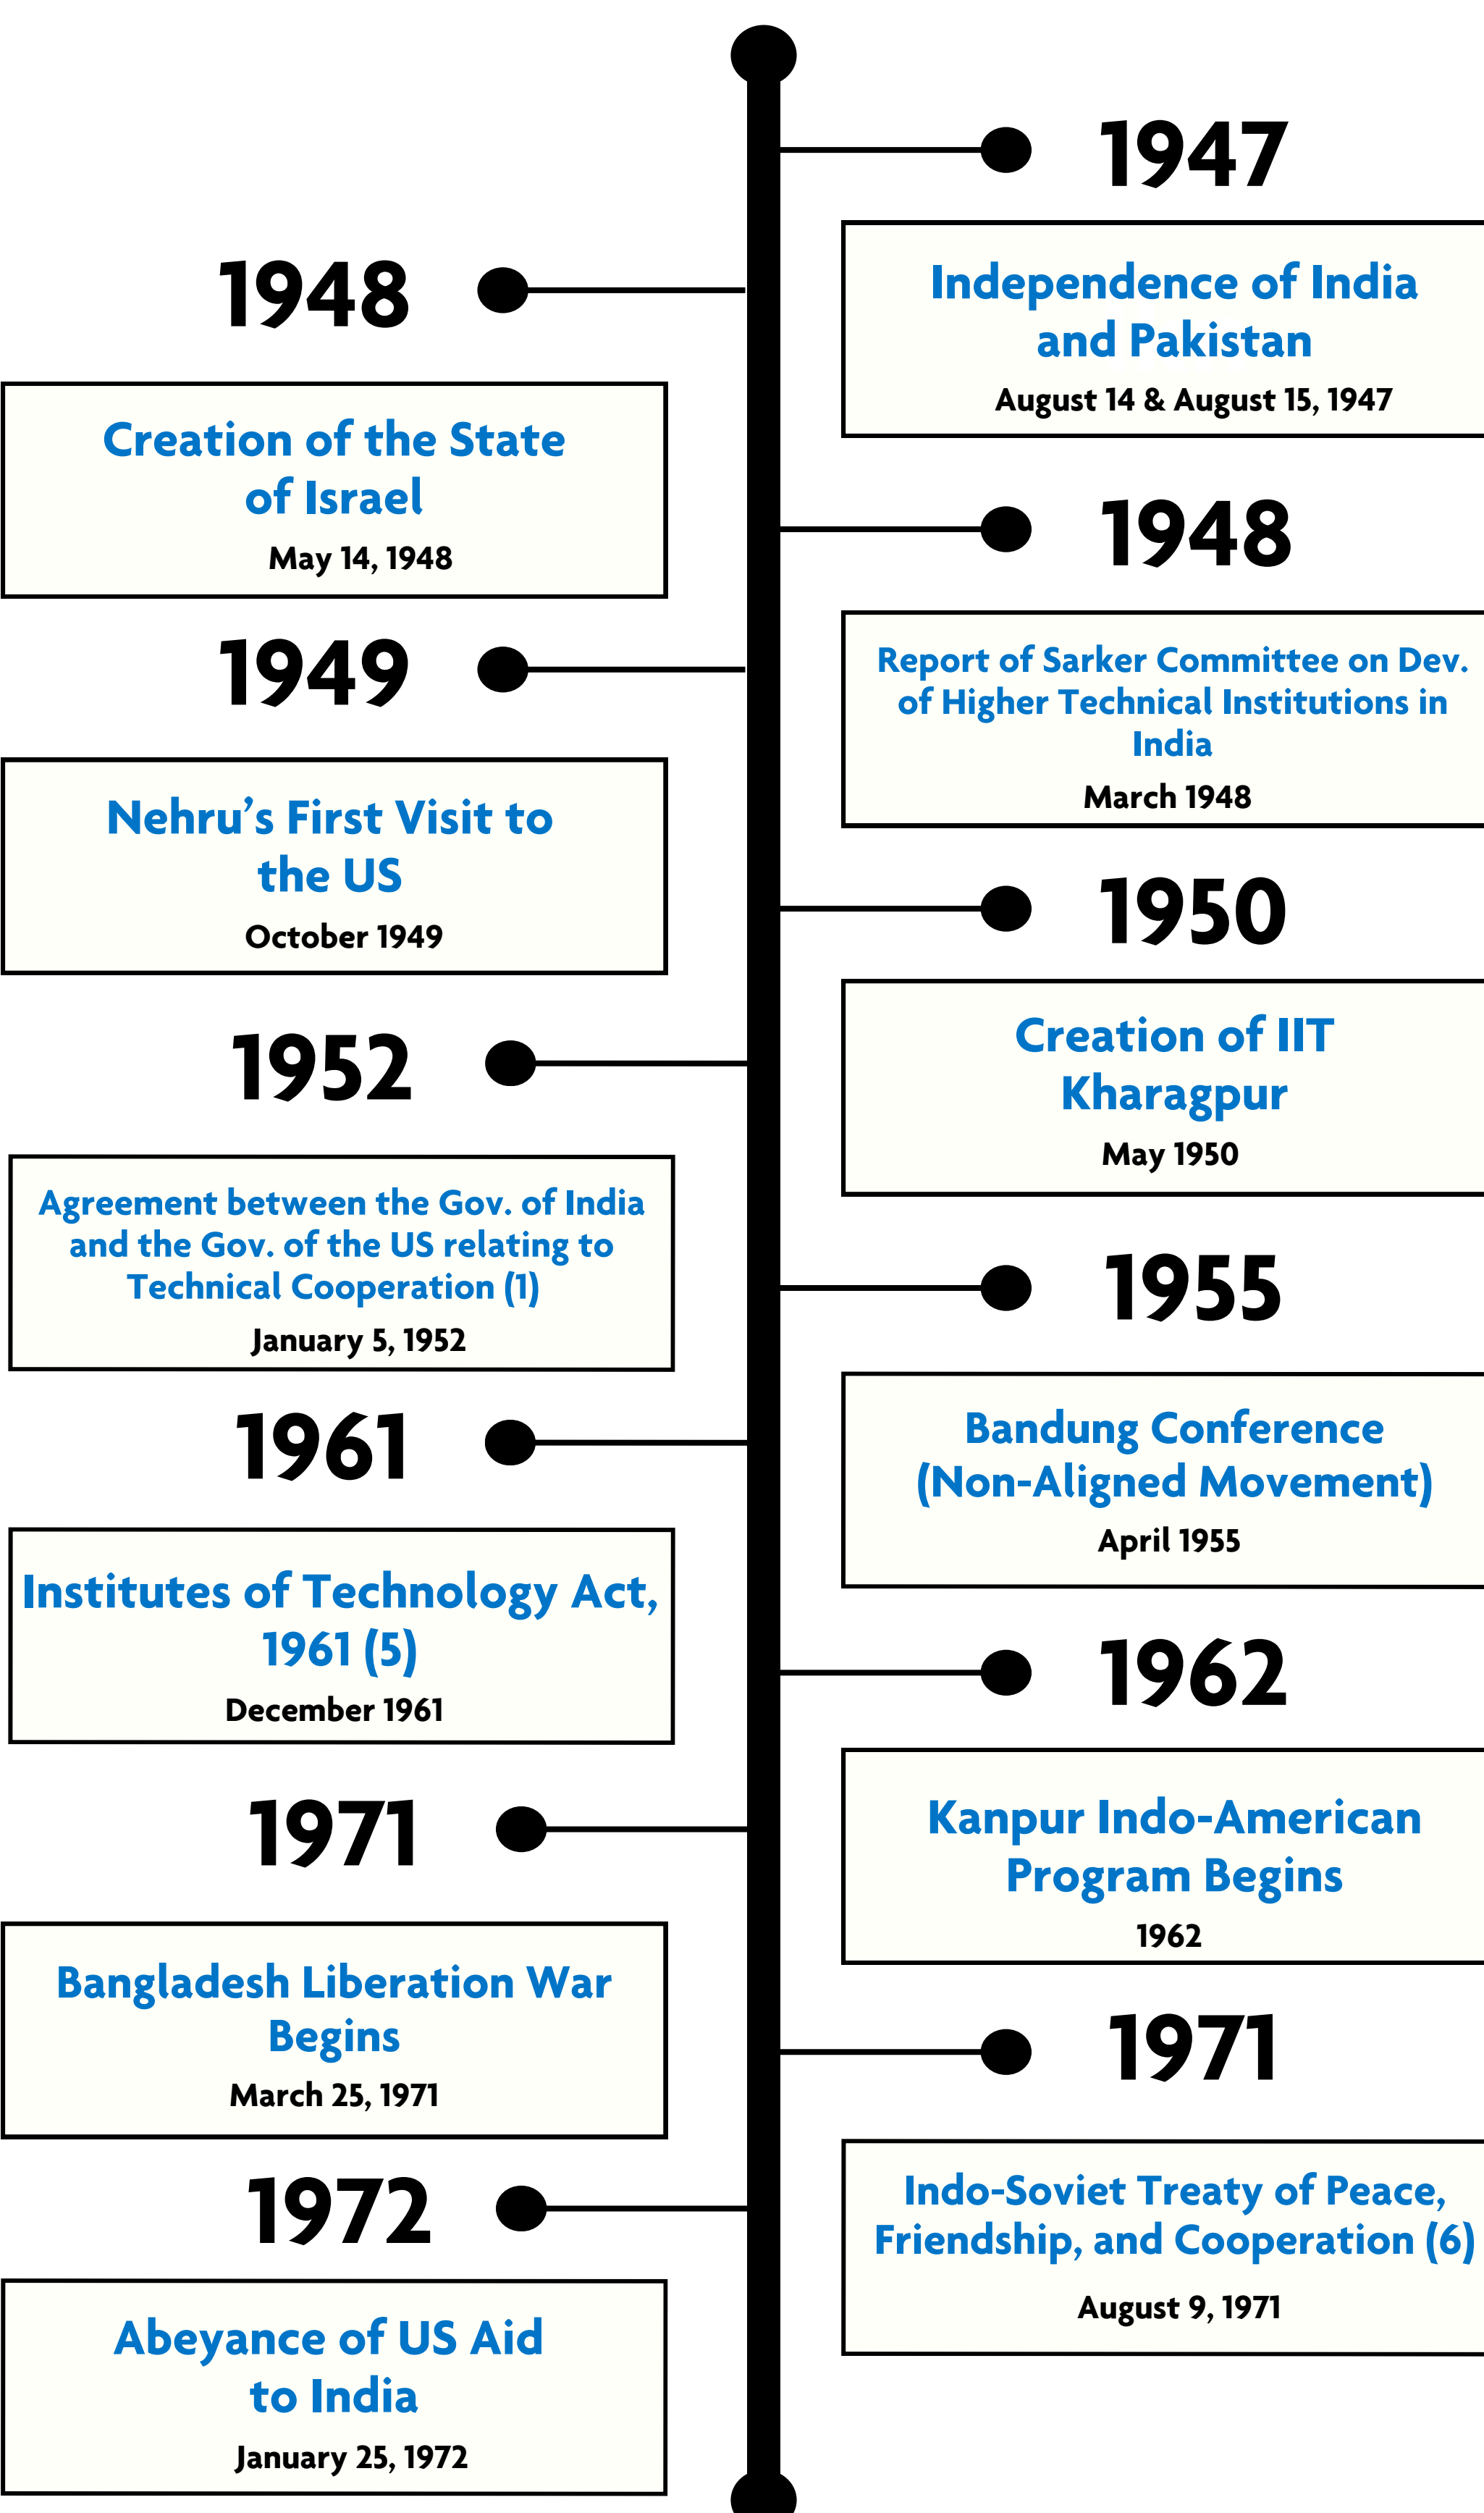 1947
Independence of India
and Pakistan
August 14 & August 15, 1947
1948
Creation of the State
of Israel
May 14, 1948
1948
Report of Sarker Committee on Dev.
of Higher Technical Institutions in
India
March 1948
1949
Nehru’s First Visit to
the US
October 1949
1950
Creation of IIT
Kharagpur
May 1950
1952
Agreement between the Gov. of India
and the Gov. of the US relating to
Technical Cooperation (1)
January 5, 1952
1955
Bandung Conference
(Non-Aligned Movement)
April 1955
1961
Institutes of Technology Act,
1961 (5)
December 1961
1962
Kanpur Indo-American
Program Begins
1962
1971
Bangladesh Liberation War
Begins
March 25, 1971
1971
Indo-Soviet Treaty of Peace,
Friendship, and Cooperation (6)
August 9, 1971
1972
Abeyance of US Aid
to India
January 25, 1972